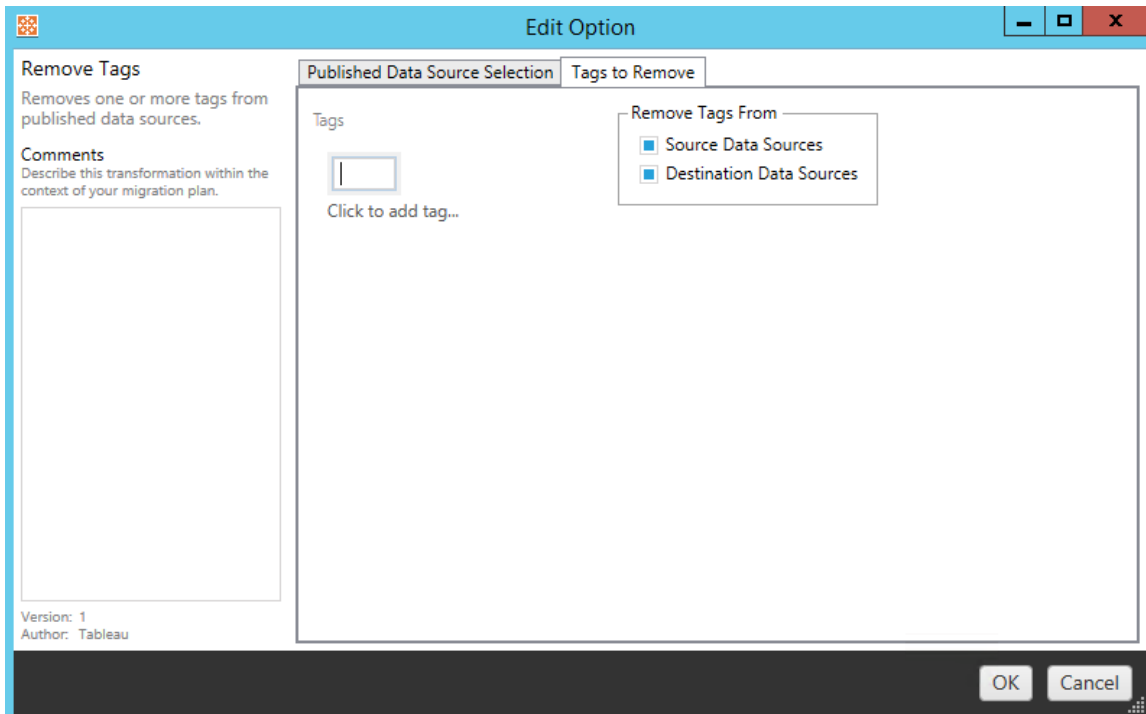 Edit Option
X
Remove Tags
Removes one or more tags from
published data sources.
Comments
Describe this transformation within the
context of your migration plan.
Version: 1
Author: Tableau
Published Data Source Selection
Tags to Remove
Tags
Click to add tag...
Remove Tags From
Source Data Sources
Destination Data Sources
OK
Cancel